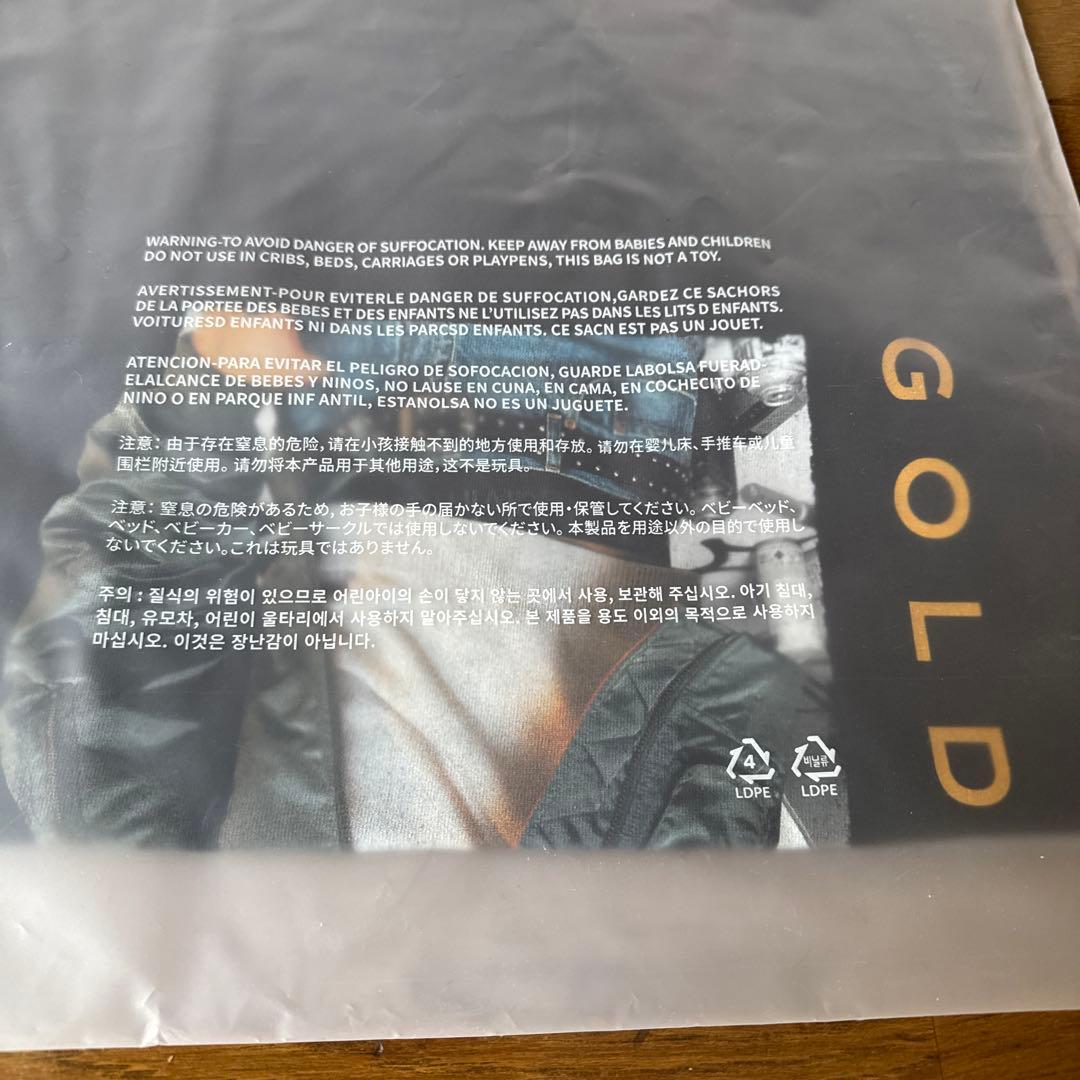 WARNING-TO AVOID DANGER OF SUFFOCATION. KEEP AWAY FROM BABIES AND CHILDREN
DO NOT USE IN CRIBS, BEDS, CARRIAGES OR PLAYPENS, THIS BAG IS NOT A TOY.
AVERTISSEMENT-POUR EVITERLE DANGER DE SUFFOCATION,GARDEZ CE SACHORS
DE LA PORTEE DES BEBES ET DES ENFANTS NE L'UTILISEZ PAS DANS LES LITS D ENFANTS.
VOITURESD ENFANTS NI DANS LES PARCSD ENFANTS. CE SACN EST PAS UN JOUET.
ATENCION-PARA EVITAR EL PELIGRO DE SOFOCACION, GUARDE LABOLSA FUERAD-
ELALCANCE DE BEBES Y NINOS, NO LAUSE EN CUNA, EN CAMA, EN COCHECITO DE
NINO O EN PARQUE INF ANTIL, ESTANOLSA NO ES UN JUGUETE.
注意：由于存在窒息的危险,请在小孩接触不到的地方使用和存放。请勿在婴儿床、手推车或儿童
围栏附近使用。请勿将本产品用于其他用途,这不是玩具。
注意：窒息の危険があるため, お子様の手の届かない所で使用・保管してください。ベビーベッド、
ベッド、ベビーカー、ベビーサークルでは使用しないでください。本製品を用途以外の目的で使用し
ないでください。これは玩具ではありません。
주의 : 질식의 위험이 있으므로 어린아이의 손이 닿지 않는 곳에서 사용, 보관해 주십시오. 아기 침대,
침대, 유모차, 어린이 울타리에서 사용하지 말아주십시오. 본 제품을 용도 이외의 목적으로 사용하지
마십시오. 이것은 장난감이 아닙니다.
4
LDPE
비닐류
LDPE
GOLD